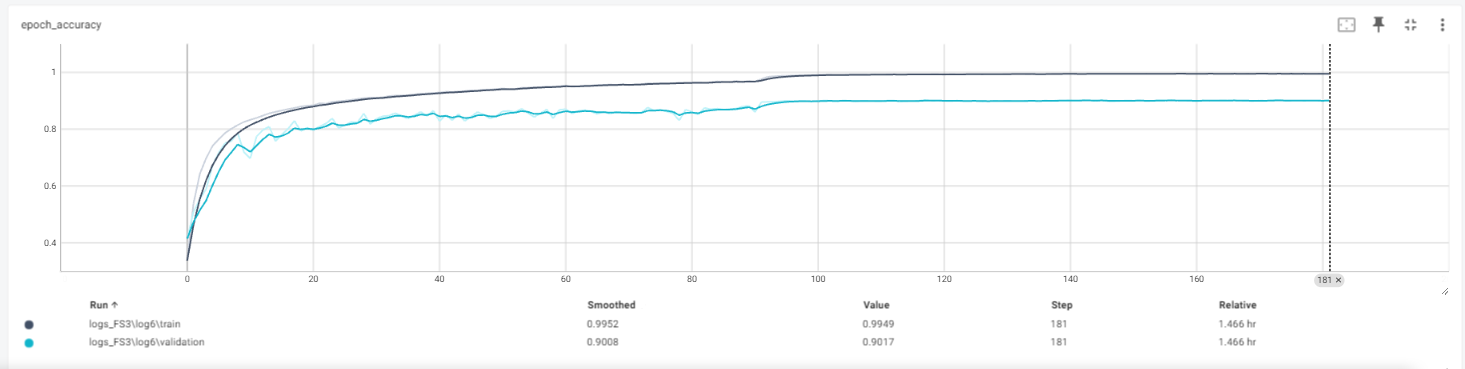 epoch_accuracy
1
0.8
0.6
0.4
0 20 40 60 80 100 120 140 160 181 ×
Run ↑ Smoothed Value Step Relative
logs_FS3\log6\train 0.9952 0.9949 181 1.466 hr
logs_FS3\log6\validation 0.9008 0.9017 181 1.466 hr